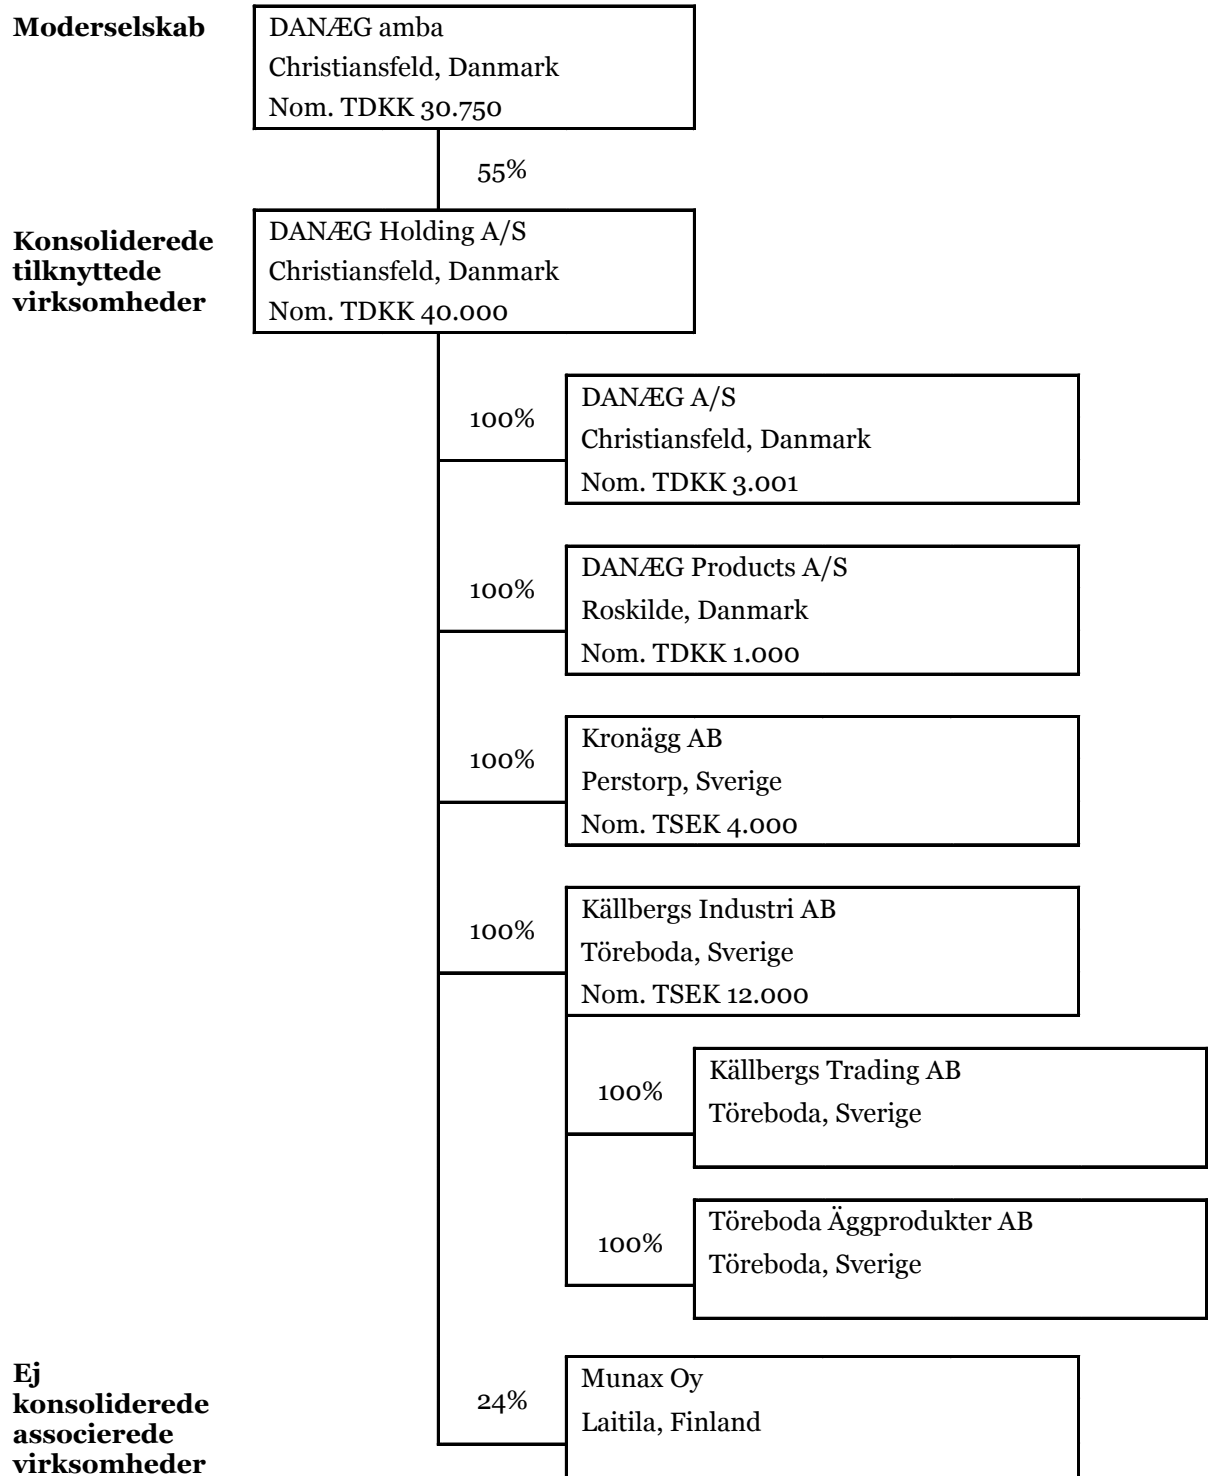 Moderselskab
DANÆG amba
Christiansfeld, Danmark
Nom. TDKK 30.750
55%
Konsoliderede
tilknyttede
virksomheder
DANÆG Holding A/S
Christiansfeld, Danmark
Nom. TDKK 40.000
100%
DANÆG A/S
Christiansfeld, Danmark
Nom. TDKK 3.001
100%
DANÆG Products A/S
Roskilde, Danmark
Nom. TDKK 1.000
100%
Kronägg AB
Perstorp, Sverige
Nom. TSEK 4.000
100%
Källbergs Industri AB
Töreboda, Sverige
Nom. TSEK 12.000
100%
Källbergs Trading AB
Töreboda, Sverige
100%
Töreboda Äggprodukter AB
Töreboda, Sverige
Ej
konsoliderede
associerede
virksomheder
24%
Munax Oy
Laitila, Finland